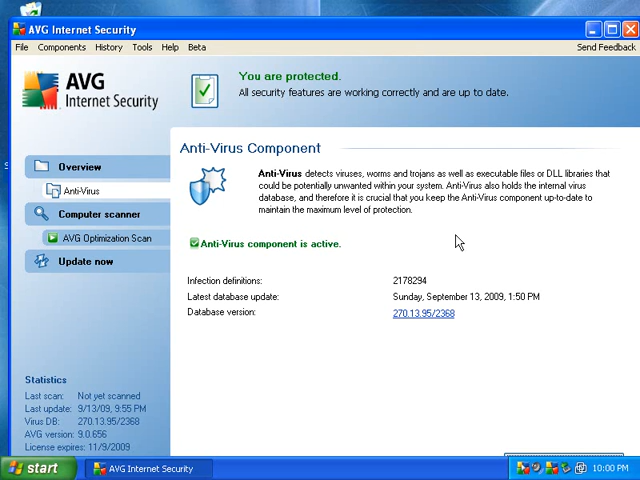 AVG Internet Security
File Components History Tools Help Beta
Send Feedback
AVG
Internet Security
You are protected.
All security features are working correctly and are up to date.
Overview
Anti-Virus
Computer scanner
AVG Optimization Scan
Update now
Anti-Virus Component
Anti-Virus detects viruses, worms and trojans as well as executable files or DLL libraries that
could be potentially unwanted within your system. Anti-Virus also holds the internal virus
database, and therefore it is crucial that you keep the Anti-Virus component up-to-date to
maintain the maximum level of protection.
Anti-Virus component is active.
Infection definitions: 2178294
Latest database update: Sunday, September 13, 2009, 1:50 PM
Database version: 270.13.95/2368
Statistics
Last scan: Not yet scanned
Last update: 9/13/09, 9:55 PM
Virus DB: 270.13.95/2368
AVG version: 9.0.656
License expires: 11/9/2009
start
AVG Internet Security
10:00 PM